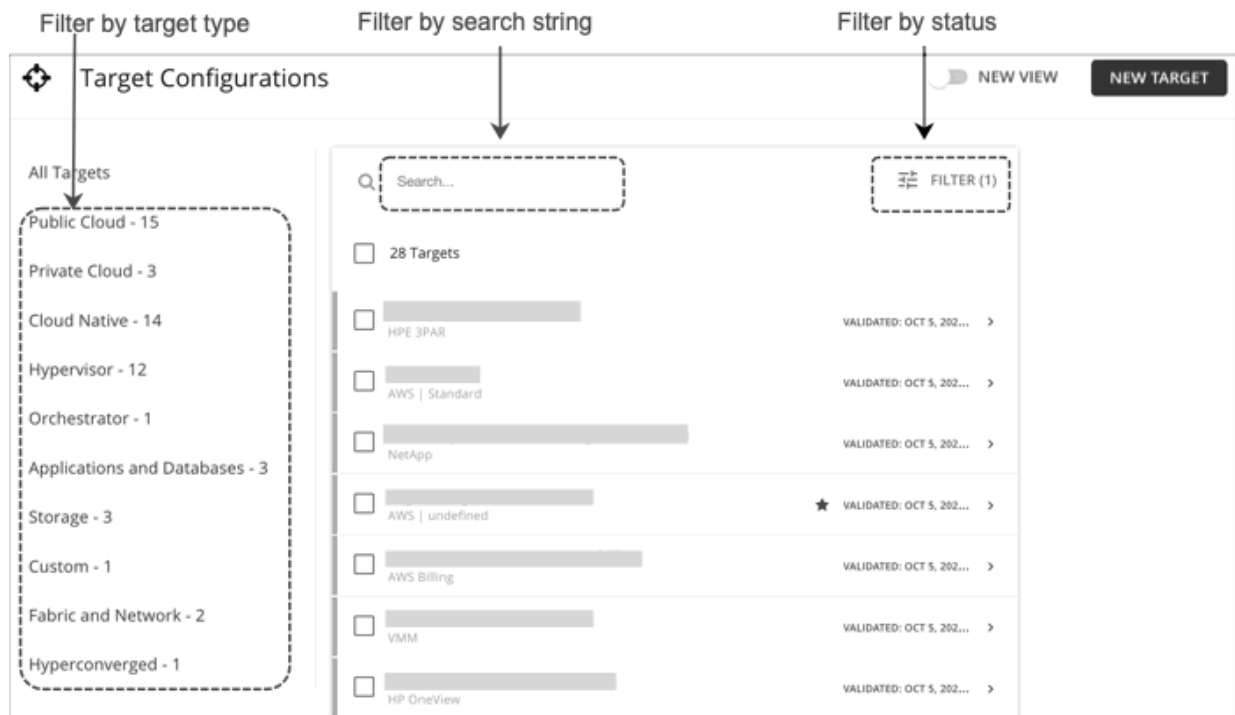 Filter by target type
Filter by search string
Filter by status
Target Configurations
NEW VIEW
NEW TARGET
All Targets
Public Cloud - 15
Private Cloud - 3
Cloud Native - 14
Hypervisor - 12
Orchestrator - 1
Applications and Databases - 3
Storage - 3
Custom - 1
Fabric and Network - 2
Hyperconverged - 1
Search...
FILTER (1)
28 Targets
HPE 3PAR
VALIDATED: OCT 5, 202...
AWS | Standard
VALIDATED: OCT 5, 202...
NetApp
VALIDATED: OCT 5, 202...
AWS | undefined
VALIDATED: OCT 5, 202...
AWS Billing
VALIDATED: OCT 5, 202...
VMM
VALIDATED: OCT 5, 202...
HP OneView
VALIDATED: OCT 5, 202...